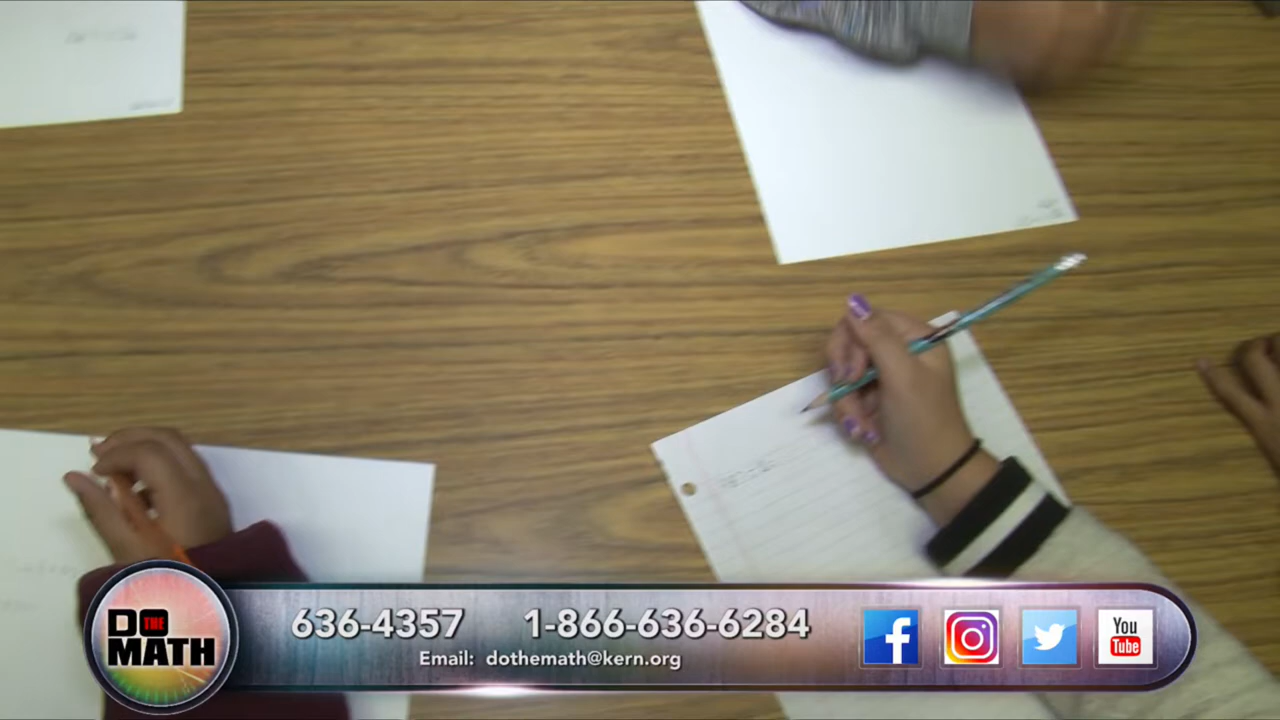 DO THE MATH
636-4357 1-866-636-6284
Email: dothemath@kern.org
f
You
Tube